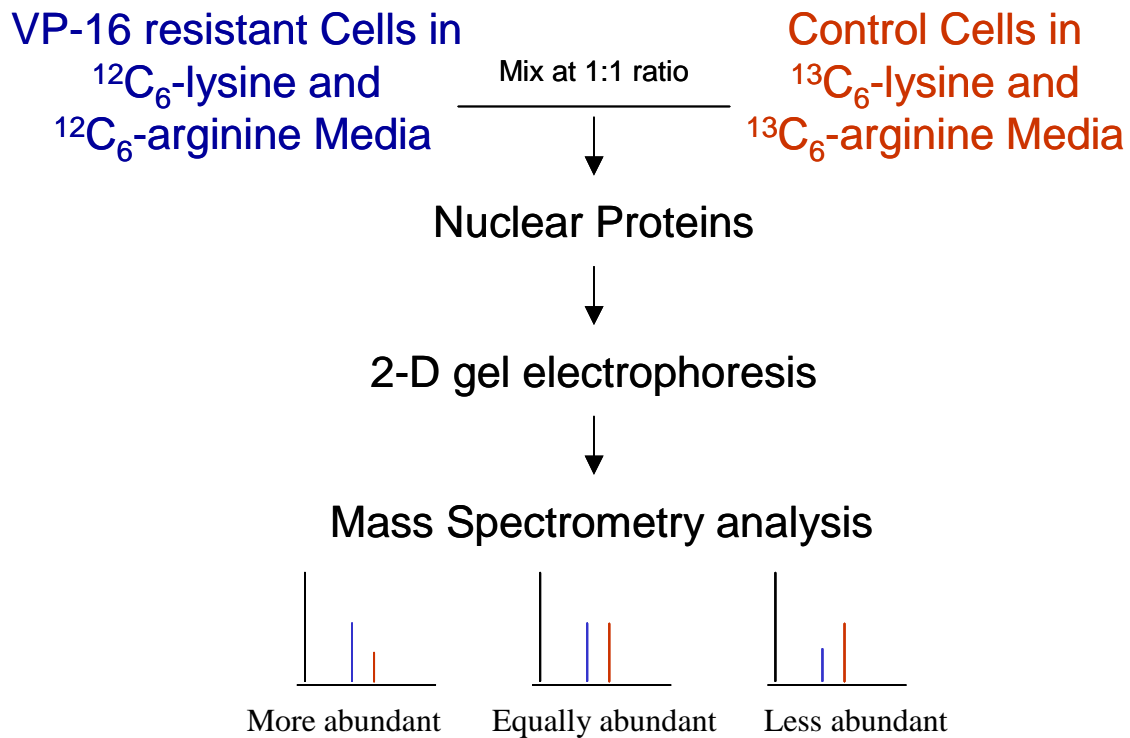 VP-16 resistant Cells in
¹²C₆-lysine and
¹²C₆-arginine Media
Mix at 1:1 ratio
Control Cells in
¹³C₆-lysine and
¹³C₆-arginine Media
Nuclear Proteins
2-D gel electrophoresis
Mass Spectrometry analysis
More abundant
Equally abundant
Less abundant